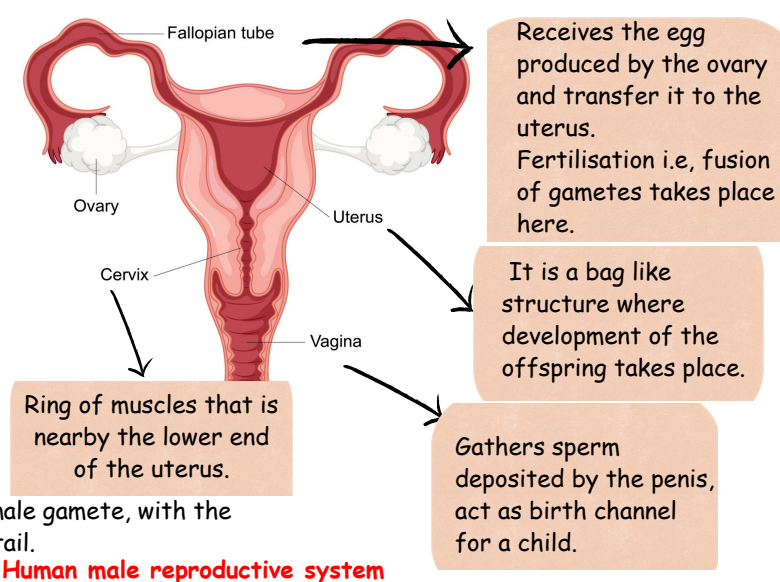 Fallopian tube
Receives the egg
produced by the ovary
and transfer it to the
uterus.
Fertilisation i.e, fusion
of gametes takes place
here.
Ovary
Uterus
Cervix
It is a bag like
structure where
development of the
offspring takes place.
Vagina
Ring of muscles that is
nearby the lower end
of the uterus.
Gathers sperm
deposited by the penis,
act as birth channel
for a child.
gamete, with the
Human male reproductive system